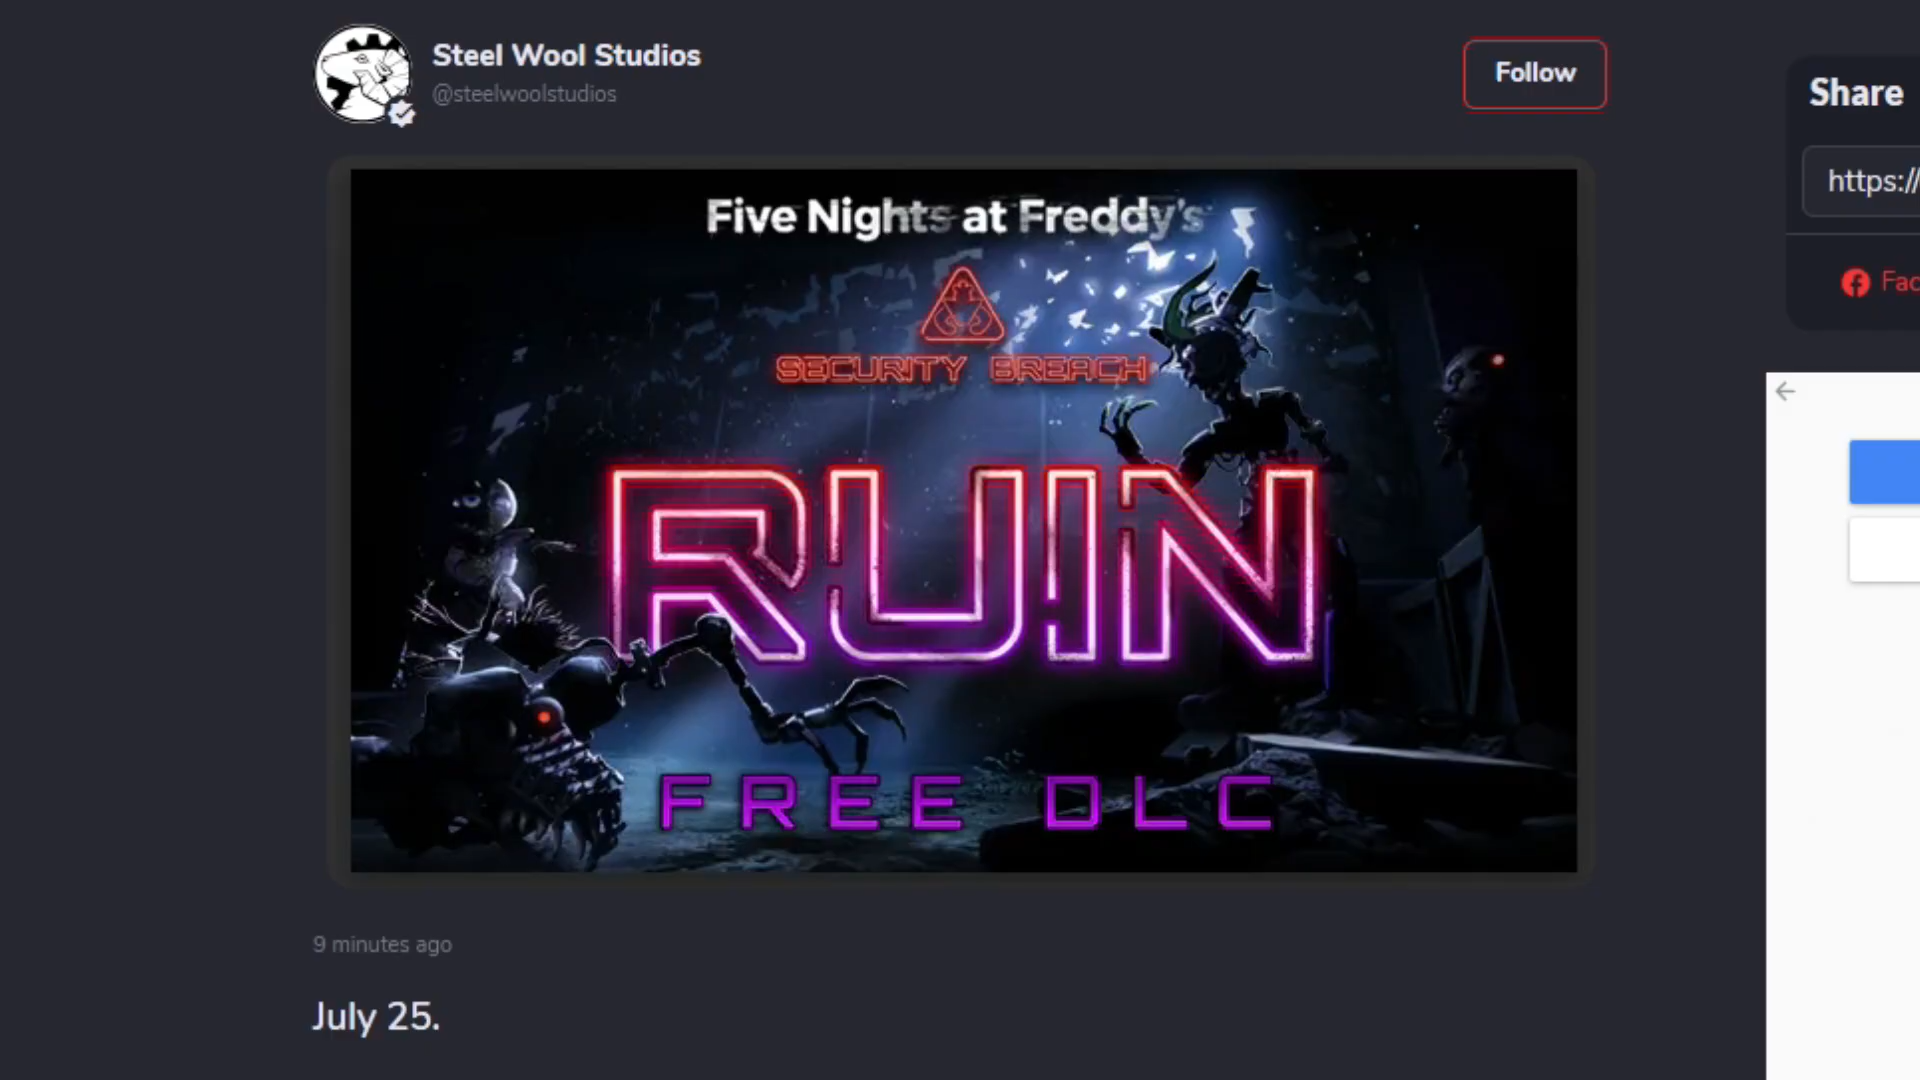 Steel Wool Studios
@steelwoolstudios
Follow
Share
https://
Fac
Five Nights at Freddy's
SECURITY BREACH
RUIN
FREE DLC
9 minutes ago
July 25.